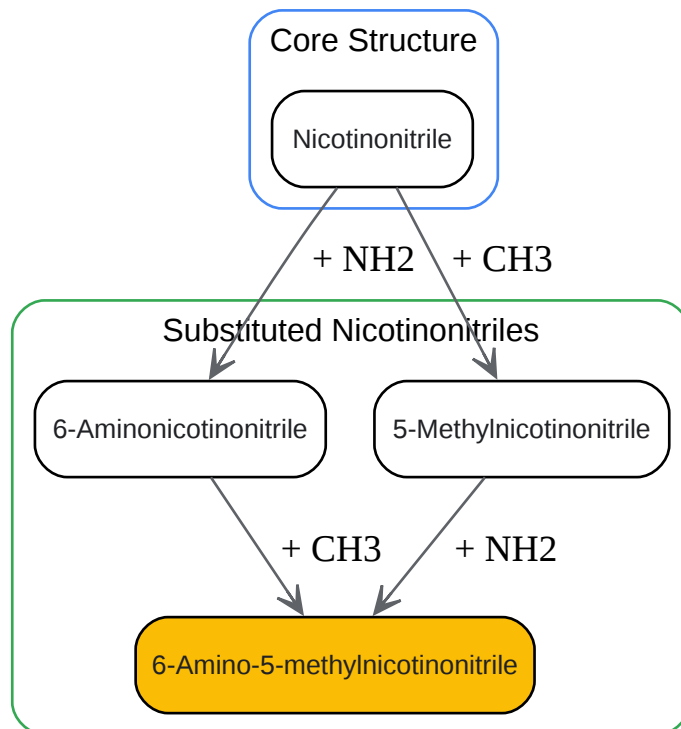 Core Structure
Nicotinonitrile
+ NH2
+ CH3
Substituted Nicotinonitriles
6-Aminonicotinonitrile
5-Methylnicotinonitrile
+ CH3
+ NH2
6-Amino-5-methylnicotinonitrile